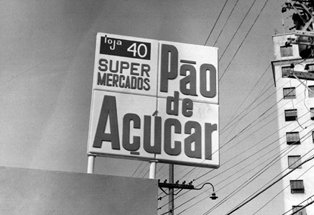 loja 40
SUPER
MERCADOS
Pão
de
Açúcar